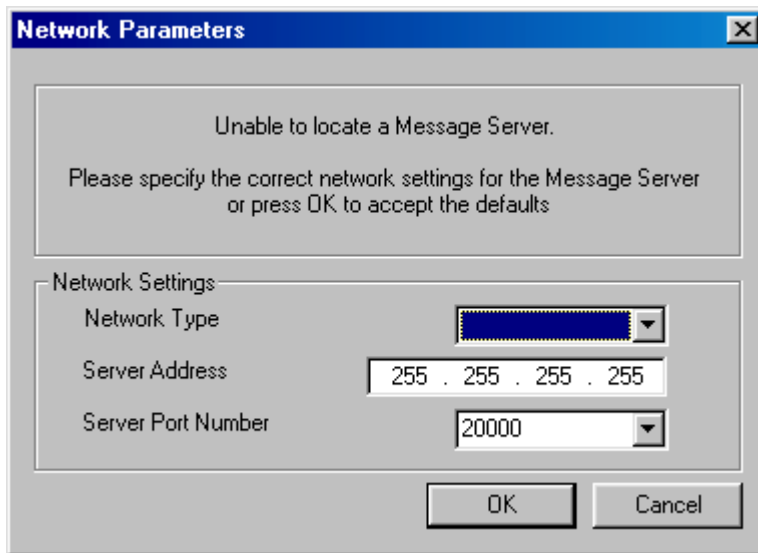 Network Parameters
Unable to locate a Message Server.
Please specify the correct network settings for the Message Server
or press OK to accept the defaults
Network Settings
Network Type
Server Address
255 . 255 . 255 . 255
Server Port Number
20000
OK
Cancel